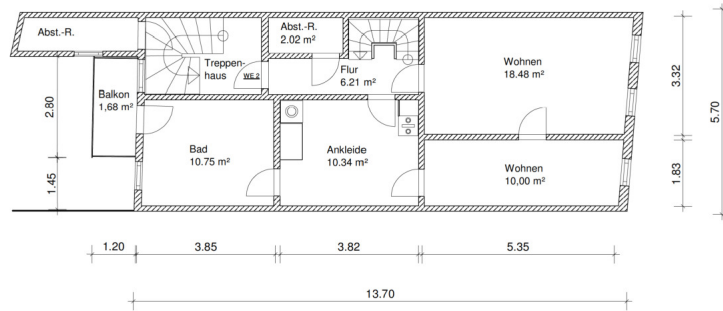 Abst.-R.
Abst.-R.
2.02 m²
Treppen-
haus
WE 2
Flur
6.21 m²
Wohnen
18.48 m²
Balkon
1,68 m²
Bad
10.75 m²
Ankleide
10.34 m²
Wohnen
10,00 m²
2.80
1.45
3.32
5.70
1.83
1.20
3.85
3.82
5.35
13.70